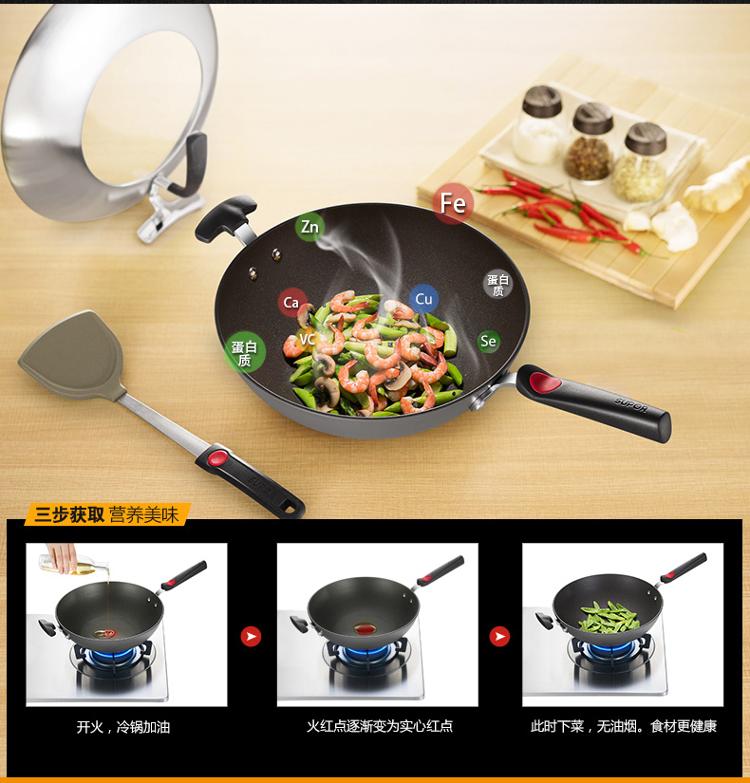 Fe
Zn
蛋白
质
Ca
Cu
VC
Se
蛋白
质
SUPOR
SUPOR
三步获取 营养美味
开火，冷锅加油
火红点逐渐变为实心红点
此时下菜，无油烟。食材更健康